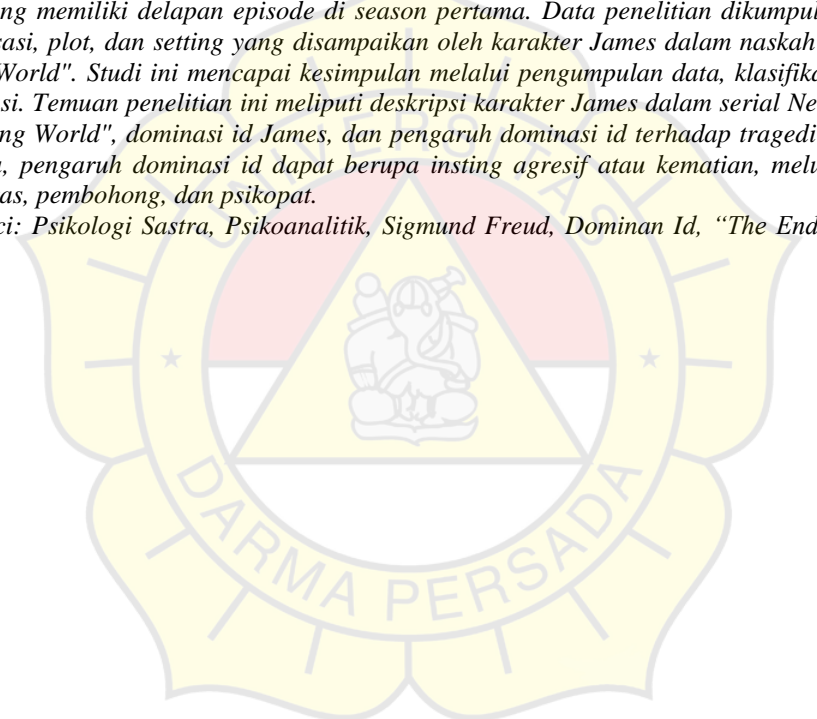 ng memiliki delapan episode di season pertama. Data penelitian dikumpul
asi, plot, dan setting yang disampaikan oleh karakter James dalam naskah
World". Studi ini mencapai kesimpulan melalui pengumpulan data, klasifika
si. Temuan penelitian ini meliputi deskripsi karakter James dalam serial Ne
ng World", dominasi id James, dan pengaruh dominasi id terhadap tragedi
, pengaruh dominasi id dapat berupa insting agresif atau kematian, melu
as, pembohong, dan psikopat.
ci: Psikologi Sastra, Psikoanalitik, Sigmund Freud, Dominan Id, “The End
UNIVERSITAS
DARMA PERSADA